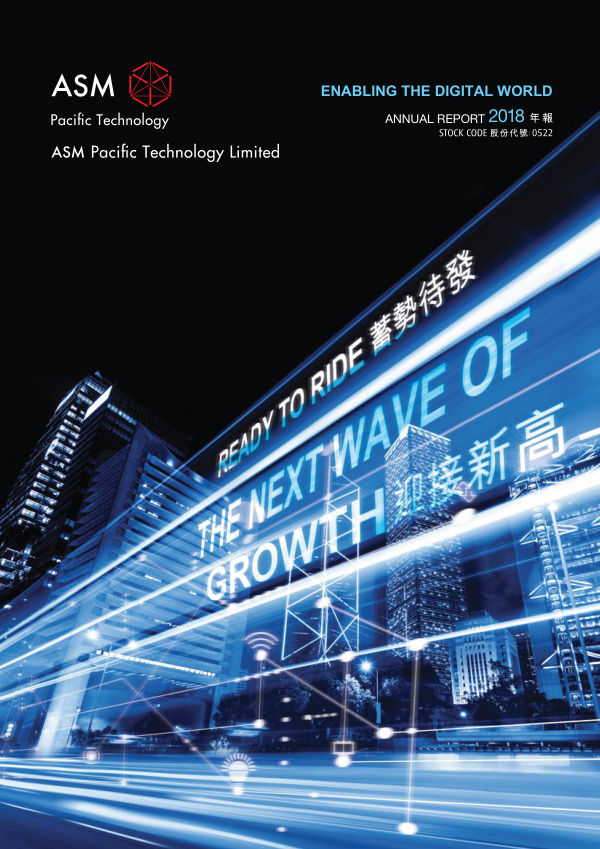 ASM
Pacific Technology
ASM Pacific Technology Limited
ENABLING THE DIGITAL WORLD
ANNUAL REPORT 2018 年報
STOCK CODE 股份代號: 0522
READY TO RIDE 蓄勢待發
THE NEXT WAVE OF
GROWTH 迎接新高